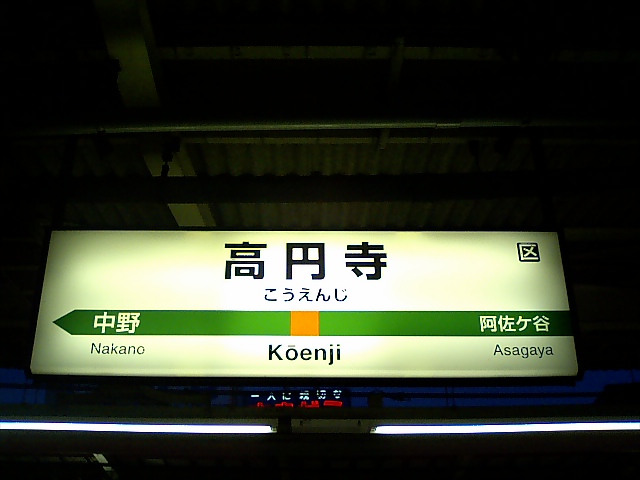 高円寺
区
こうえんじ
中野
阿佐ケ谷
Nakano
Kōenji
Asagaya